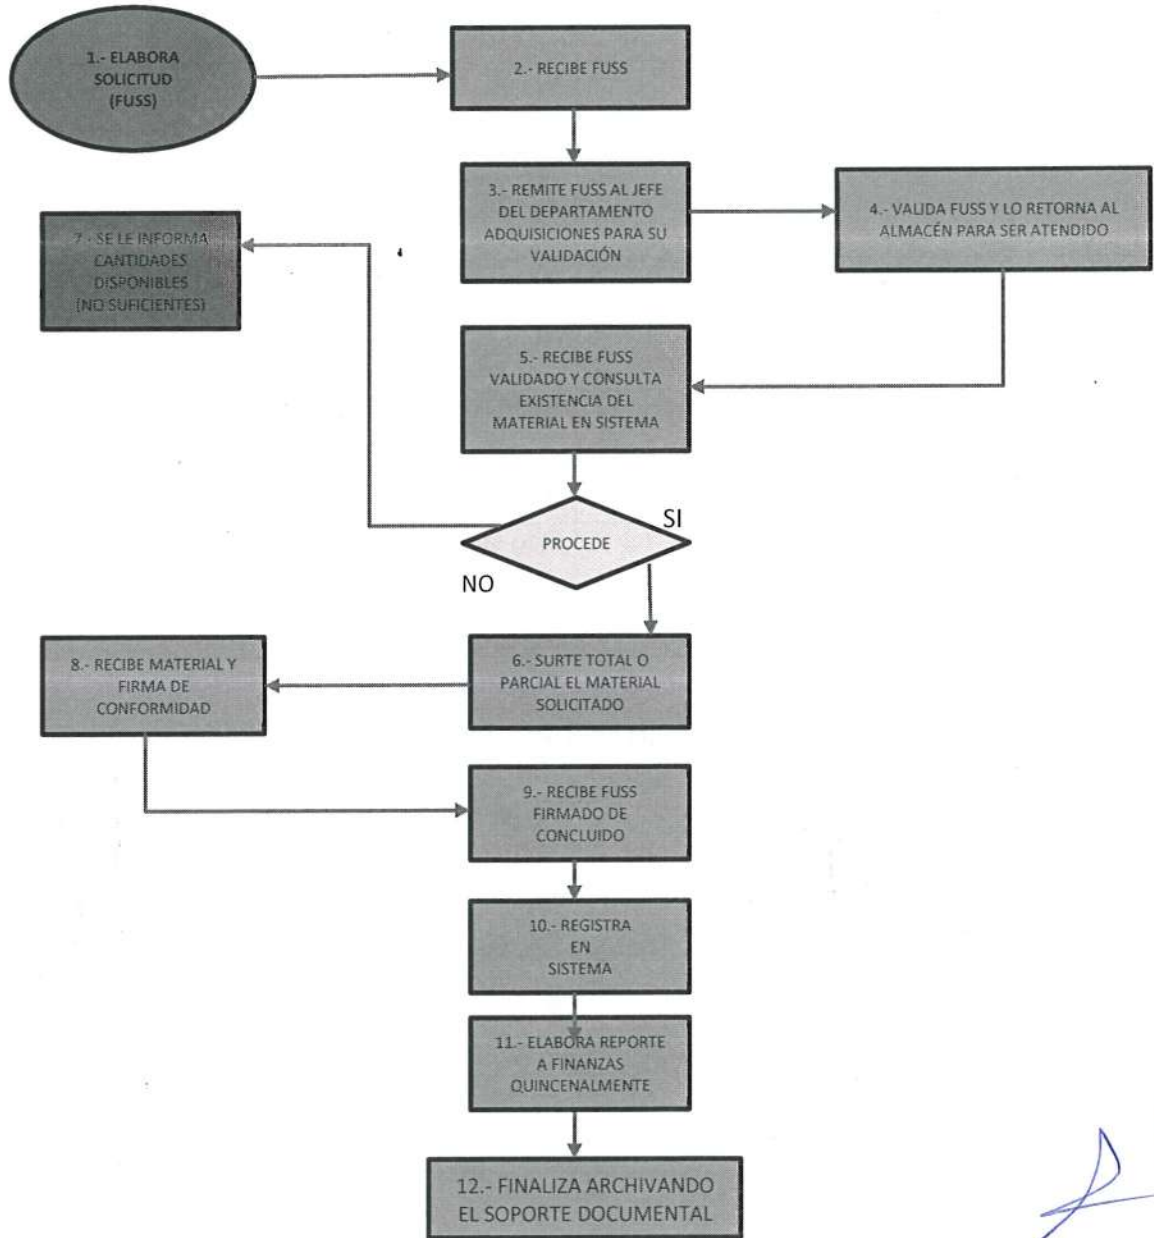 1.- ELABORA
SOLICITUD
(FUSS)
2.- RECIBE FUSS
3.- REMITE FUSS AL JEFE
DEL DEPARTAMENTO
ADQUISICIONES PARA SU
VALIDACIÓN
4.- VALIDA FUSS Y LO RETORNA AL
ALMACÉN PARA SER ATENDIDO
7.- SE LE INFORMA
CANTIDADES
DISPONIBLES
(NO SUFICIENTES)
5.- RECIBE FUSS
VALIDADO Y CONSULTA
EXISTENCIA DEL
MATERIAL EN SISTEMA
SI
PROCEDE
NO
6.- SURTE TOTAL O
PARCIAL EL MATERIAL
SOLICITADO
8.- RECIBE MATERIAL Y
FIRMA DE
CONFORMIDAD
9.- RECIBE FUSS
FIRMADO DE
CONCLUIDO
10.- REGISTRA
EN
SISTEMA
11.- ELABORA REPORTE
A FINANZAS
QUINCENALMENTE
12.- FINALIZA ARCHIVANDO
EL SOPORTE DOCUMENTAL